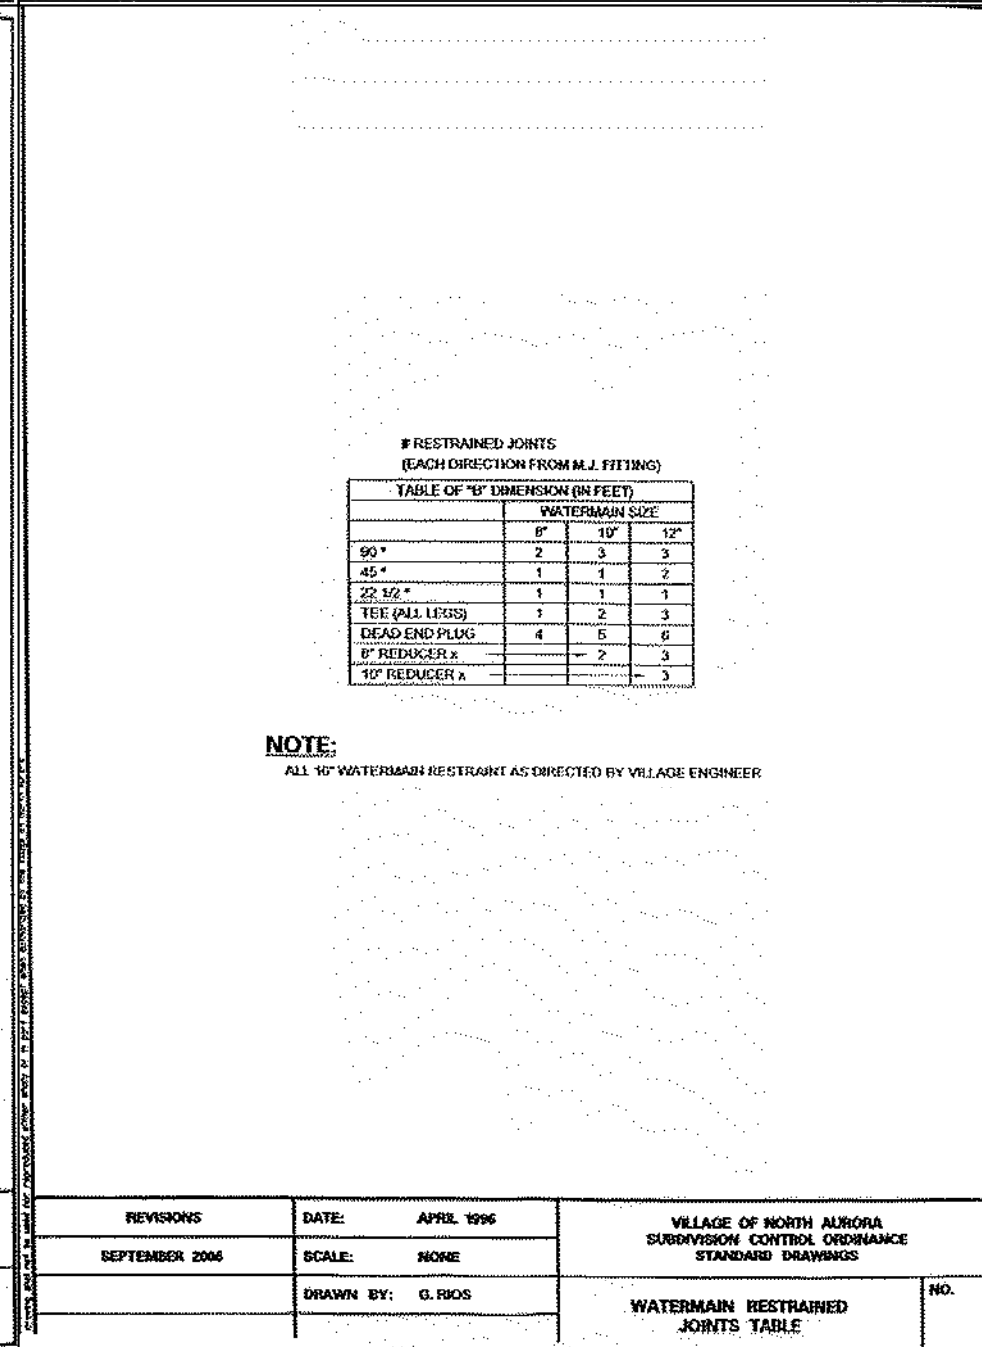 # RESTRAINED JOINTS
(EACH DIRECTION FROM M.J. FITTING)
TABLE OF "B" DIMENSION (IN FEET)
WATERMAIN SIZE
8" 10" 12"
90° 2 3 3
45° 1 1 2
22 1/2° 1 1 1
TEE (ALL LEGS) 1 2 3
DEAD END PLUG 4 5 6
8" REDUCER x 2 3
10" REDUCER x 3
NOTE:
ALL 16" WATERMAIN RESTRAINT AS DIRECTED BY VILLAGE ENGINEER
REVISIONS
SEPTEMBER 2006
DATE: APRIL 1996
SCALE: NONE
DRAWN BY: G. RIOS
VILLAGE OF NORTH AURORA
SUBDIVISION CONTROL ORDINANCE
STANDARD DRAWINGS
WATERMAIN RESTRAINED
JOINTS TABLE
NO.